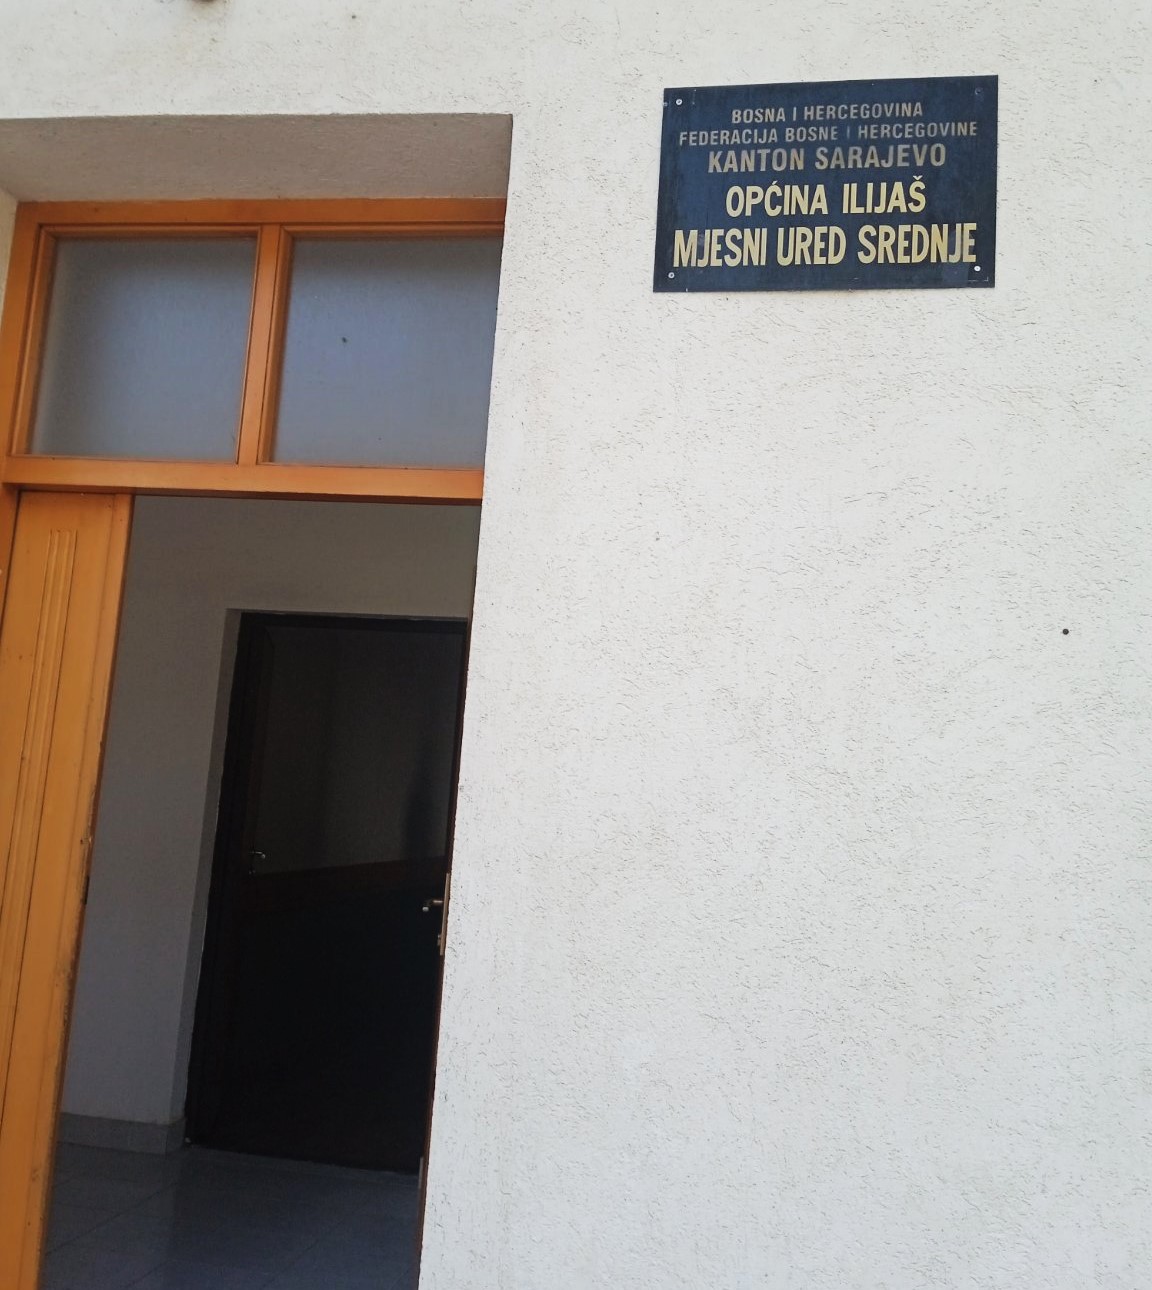 BOSNA I HERCEGOVINA
FEDERACIJA BOSNE I HERCEGOVINE
KANTON SARAJEVO
OPĆINA ILIJAŠ
MJESNI URED SREDNJE